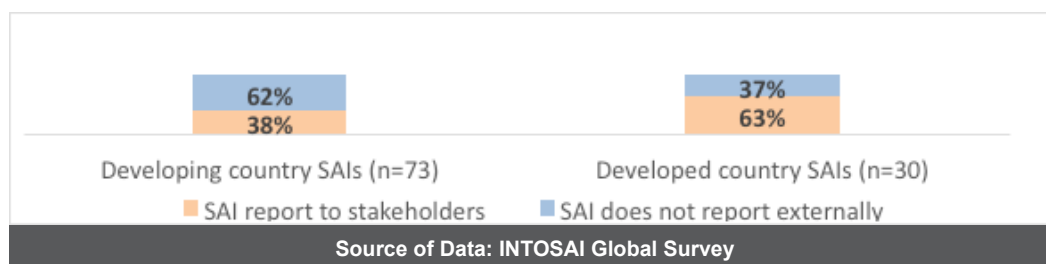 62% 37%
38% 63%
Developing country SAIs (n=73) Developed country SAIs (n=30)
SAI report to stakeholders SAI does not report externally
Source of Data: INTOSAI Global Survey